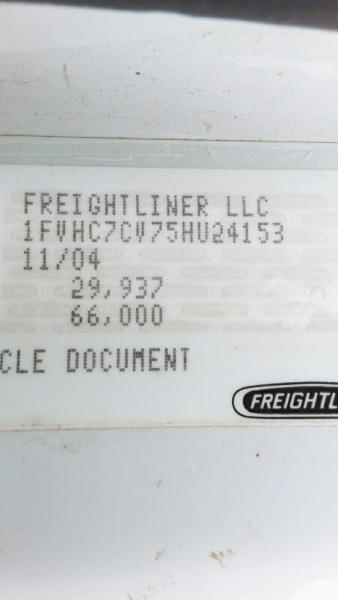 FREIGHTLINER LLC
1FVHC7CV75HU24153
11/04
29,937
66,000
CLE DOCUMENT
FREIGHTL